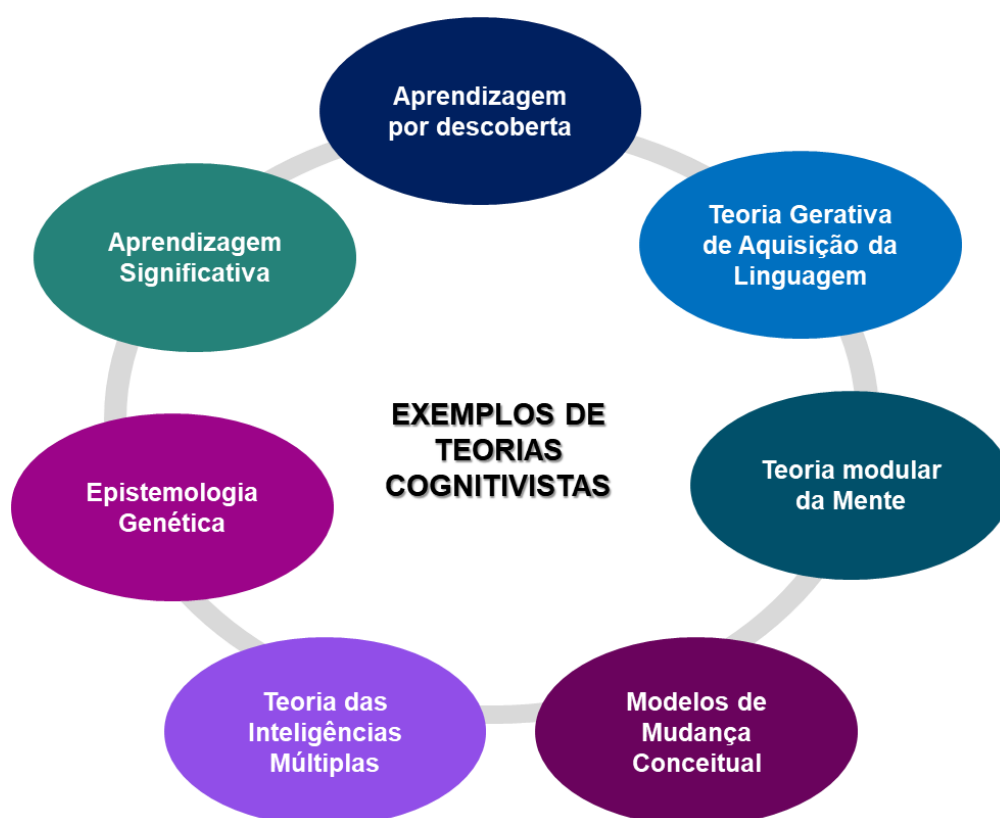 Aprendizagem
por descoberta
Teoria Gerativa
de Aquisição da
Linguagem
Aprendizagem
Significativa
EXEMPLOS DE
TEORIAS
COGNITIVISTAS
Teoria modular
da Mente
Epistemologia
Genética
Teoria das
Inteligências
Múltiplas
Modelos de
Mudança
Conceitual